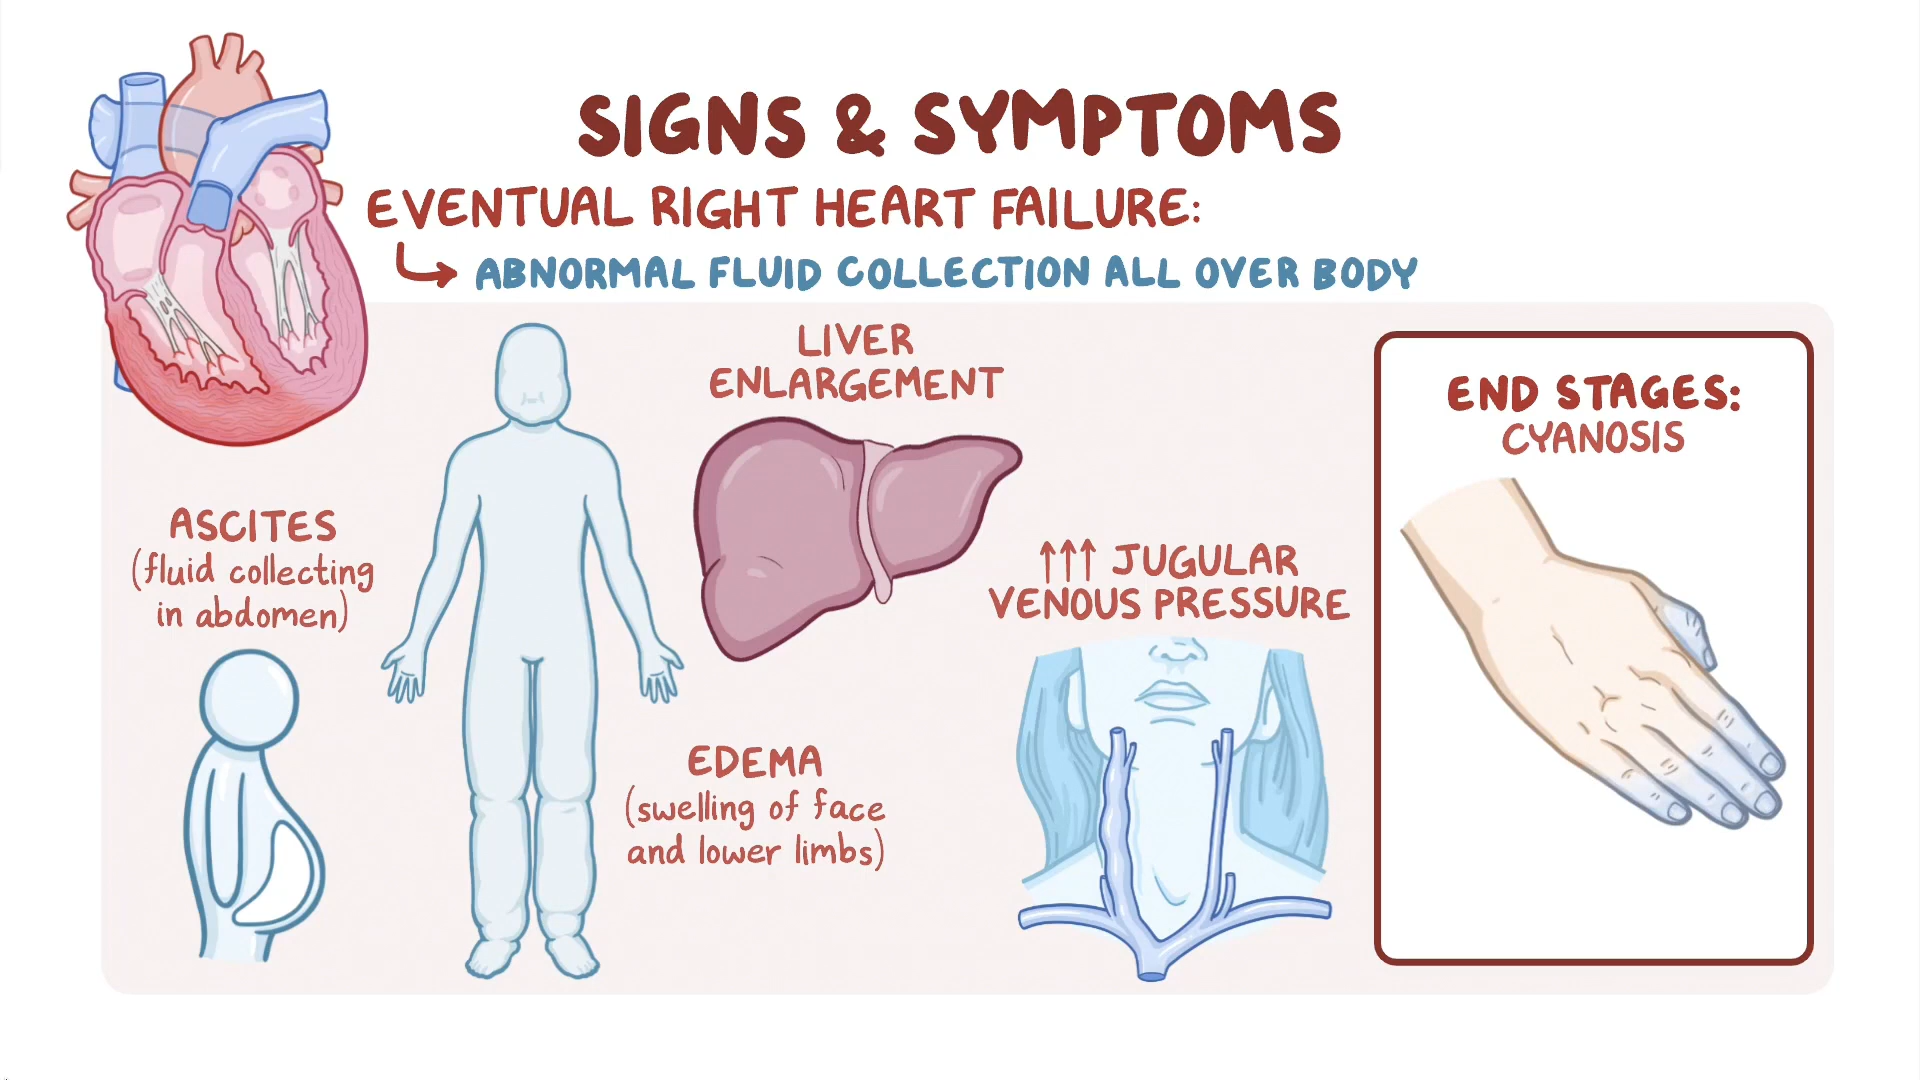 SIGNS & SYMPTOMS
EVENTUAL RIGHT HEART FAILURE:
ABNORMAL FLUID COLLECTION ALL OVER BODY
LIVER
ENLARGEMENT
ASCITES
(fluid collecting
in abdomen)
EDEMA
(swelling of face
and lower limbs)
↑↑↑ JUGULAR
VENOUS PRESSURE
END STAGES:
CYANOSIS